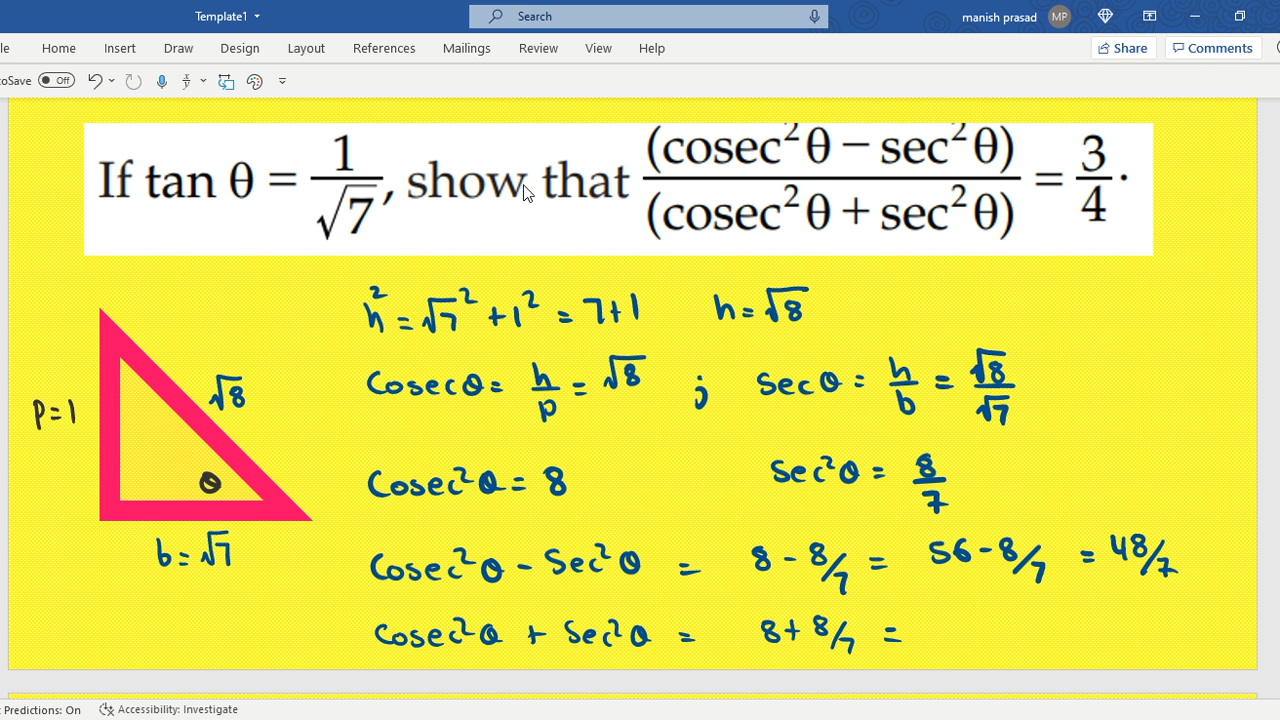 Template1
Search
manish prasad MP
le Home Insert Draw Design Layout References Mailings Review View Help Share Comments
oSave Off
If tan θ = 1/√7, show that (cosec²θ − sec²θ)/(cosec²θ + sec²θ) = 3/4.
h² = √7² + 1² = 7+1 h = √8
Cosecθ = h/p = √8 ; Secθ = h/b = √8/√7
P = 1
√8
θ
b = √7
Cosec²θ = 8 Sec²θ = 8/7
Cosec²θ - Sec²θ = 8 - 8/7 = 56 - 8/7 = 48/7
Cosec²θ + Sec²θ = 8 + 8/7 =
Predictions: On Accessibility: Investigate